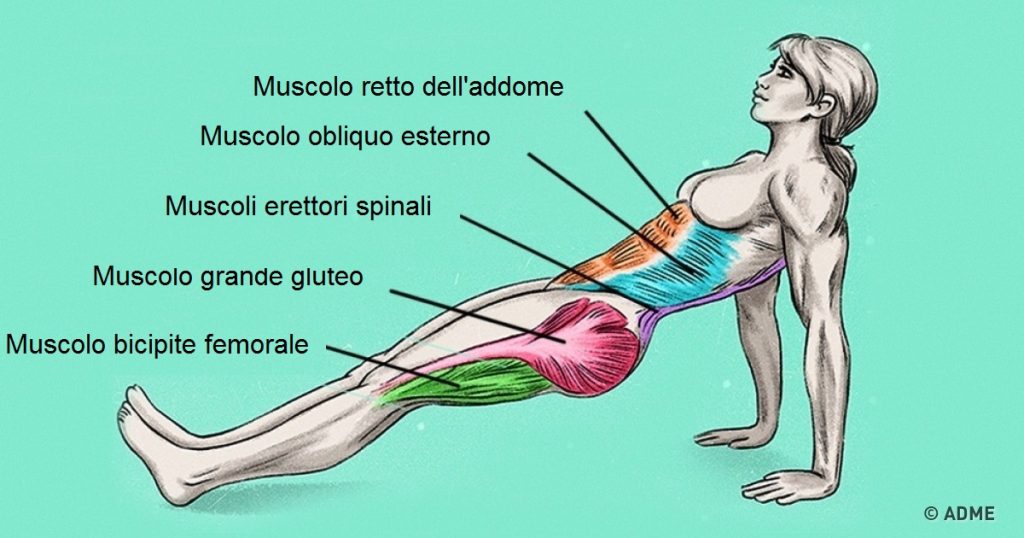 Muscolo retto dell'addome
Muscolo obliquo esterno
Muscoli erettori spinali
Muscolo grande gluteo
Muscolo bicipite femorale
© ADME